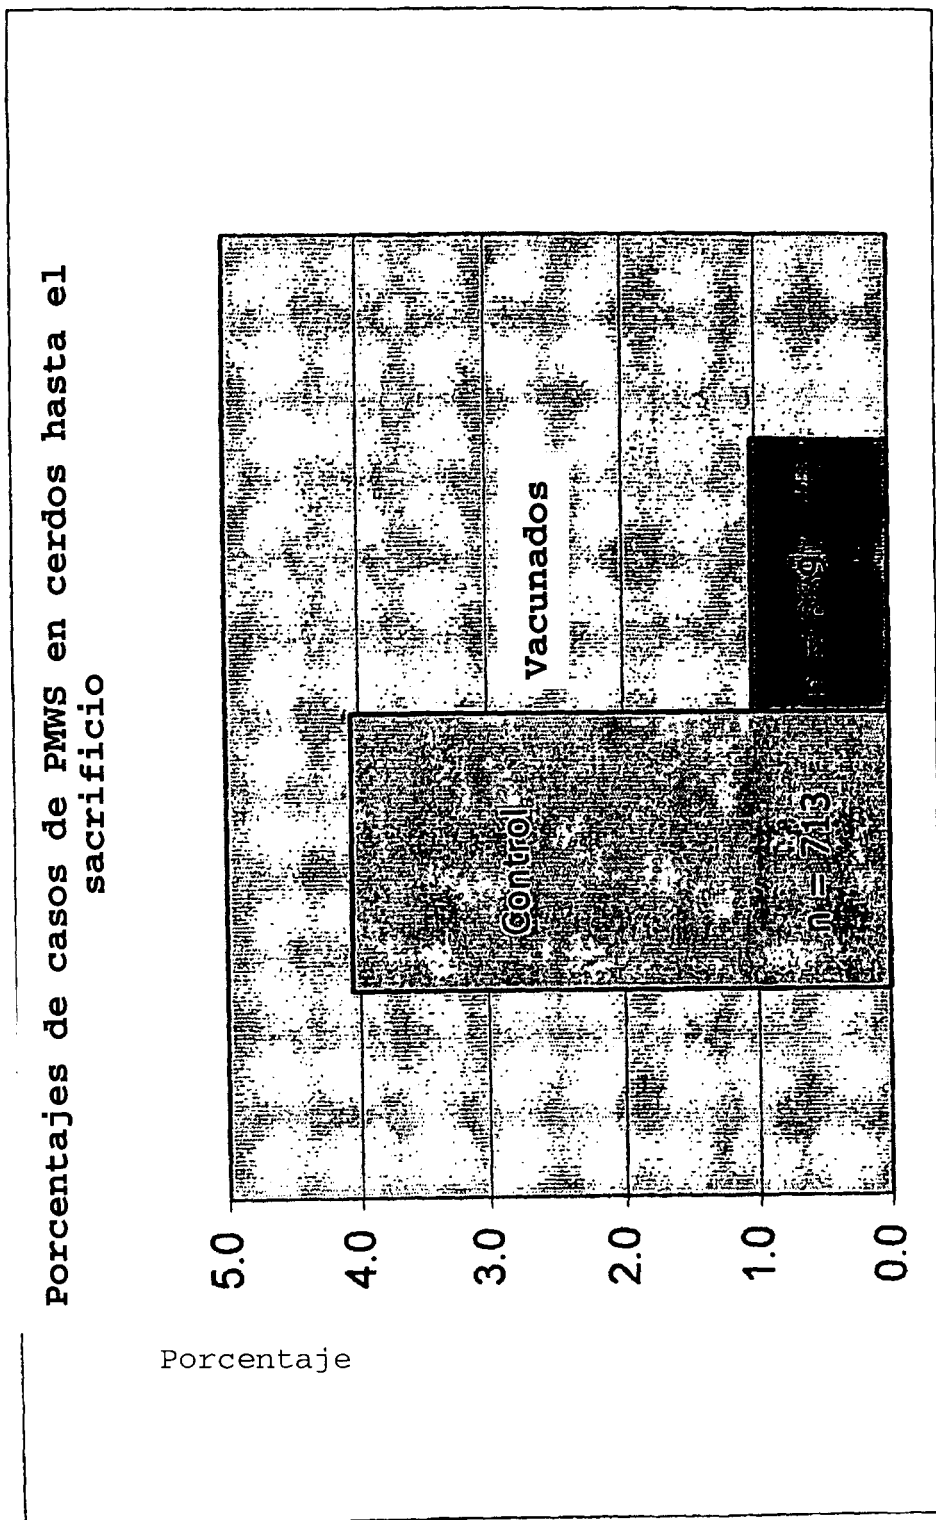 Porcentajes de casos de PMWS en cerdos hasta el
sacrificio
Porcentaje
5.0
4.0
3.0
2.0
1.0
0.0
Control
n = 713
Vacunados